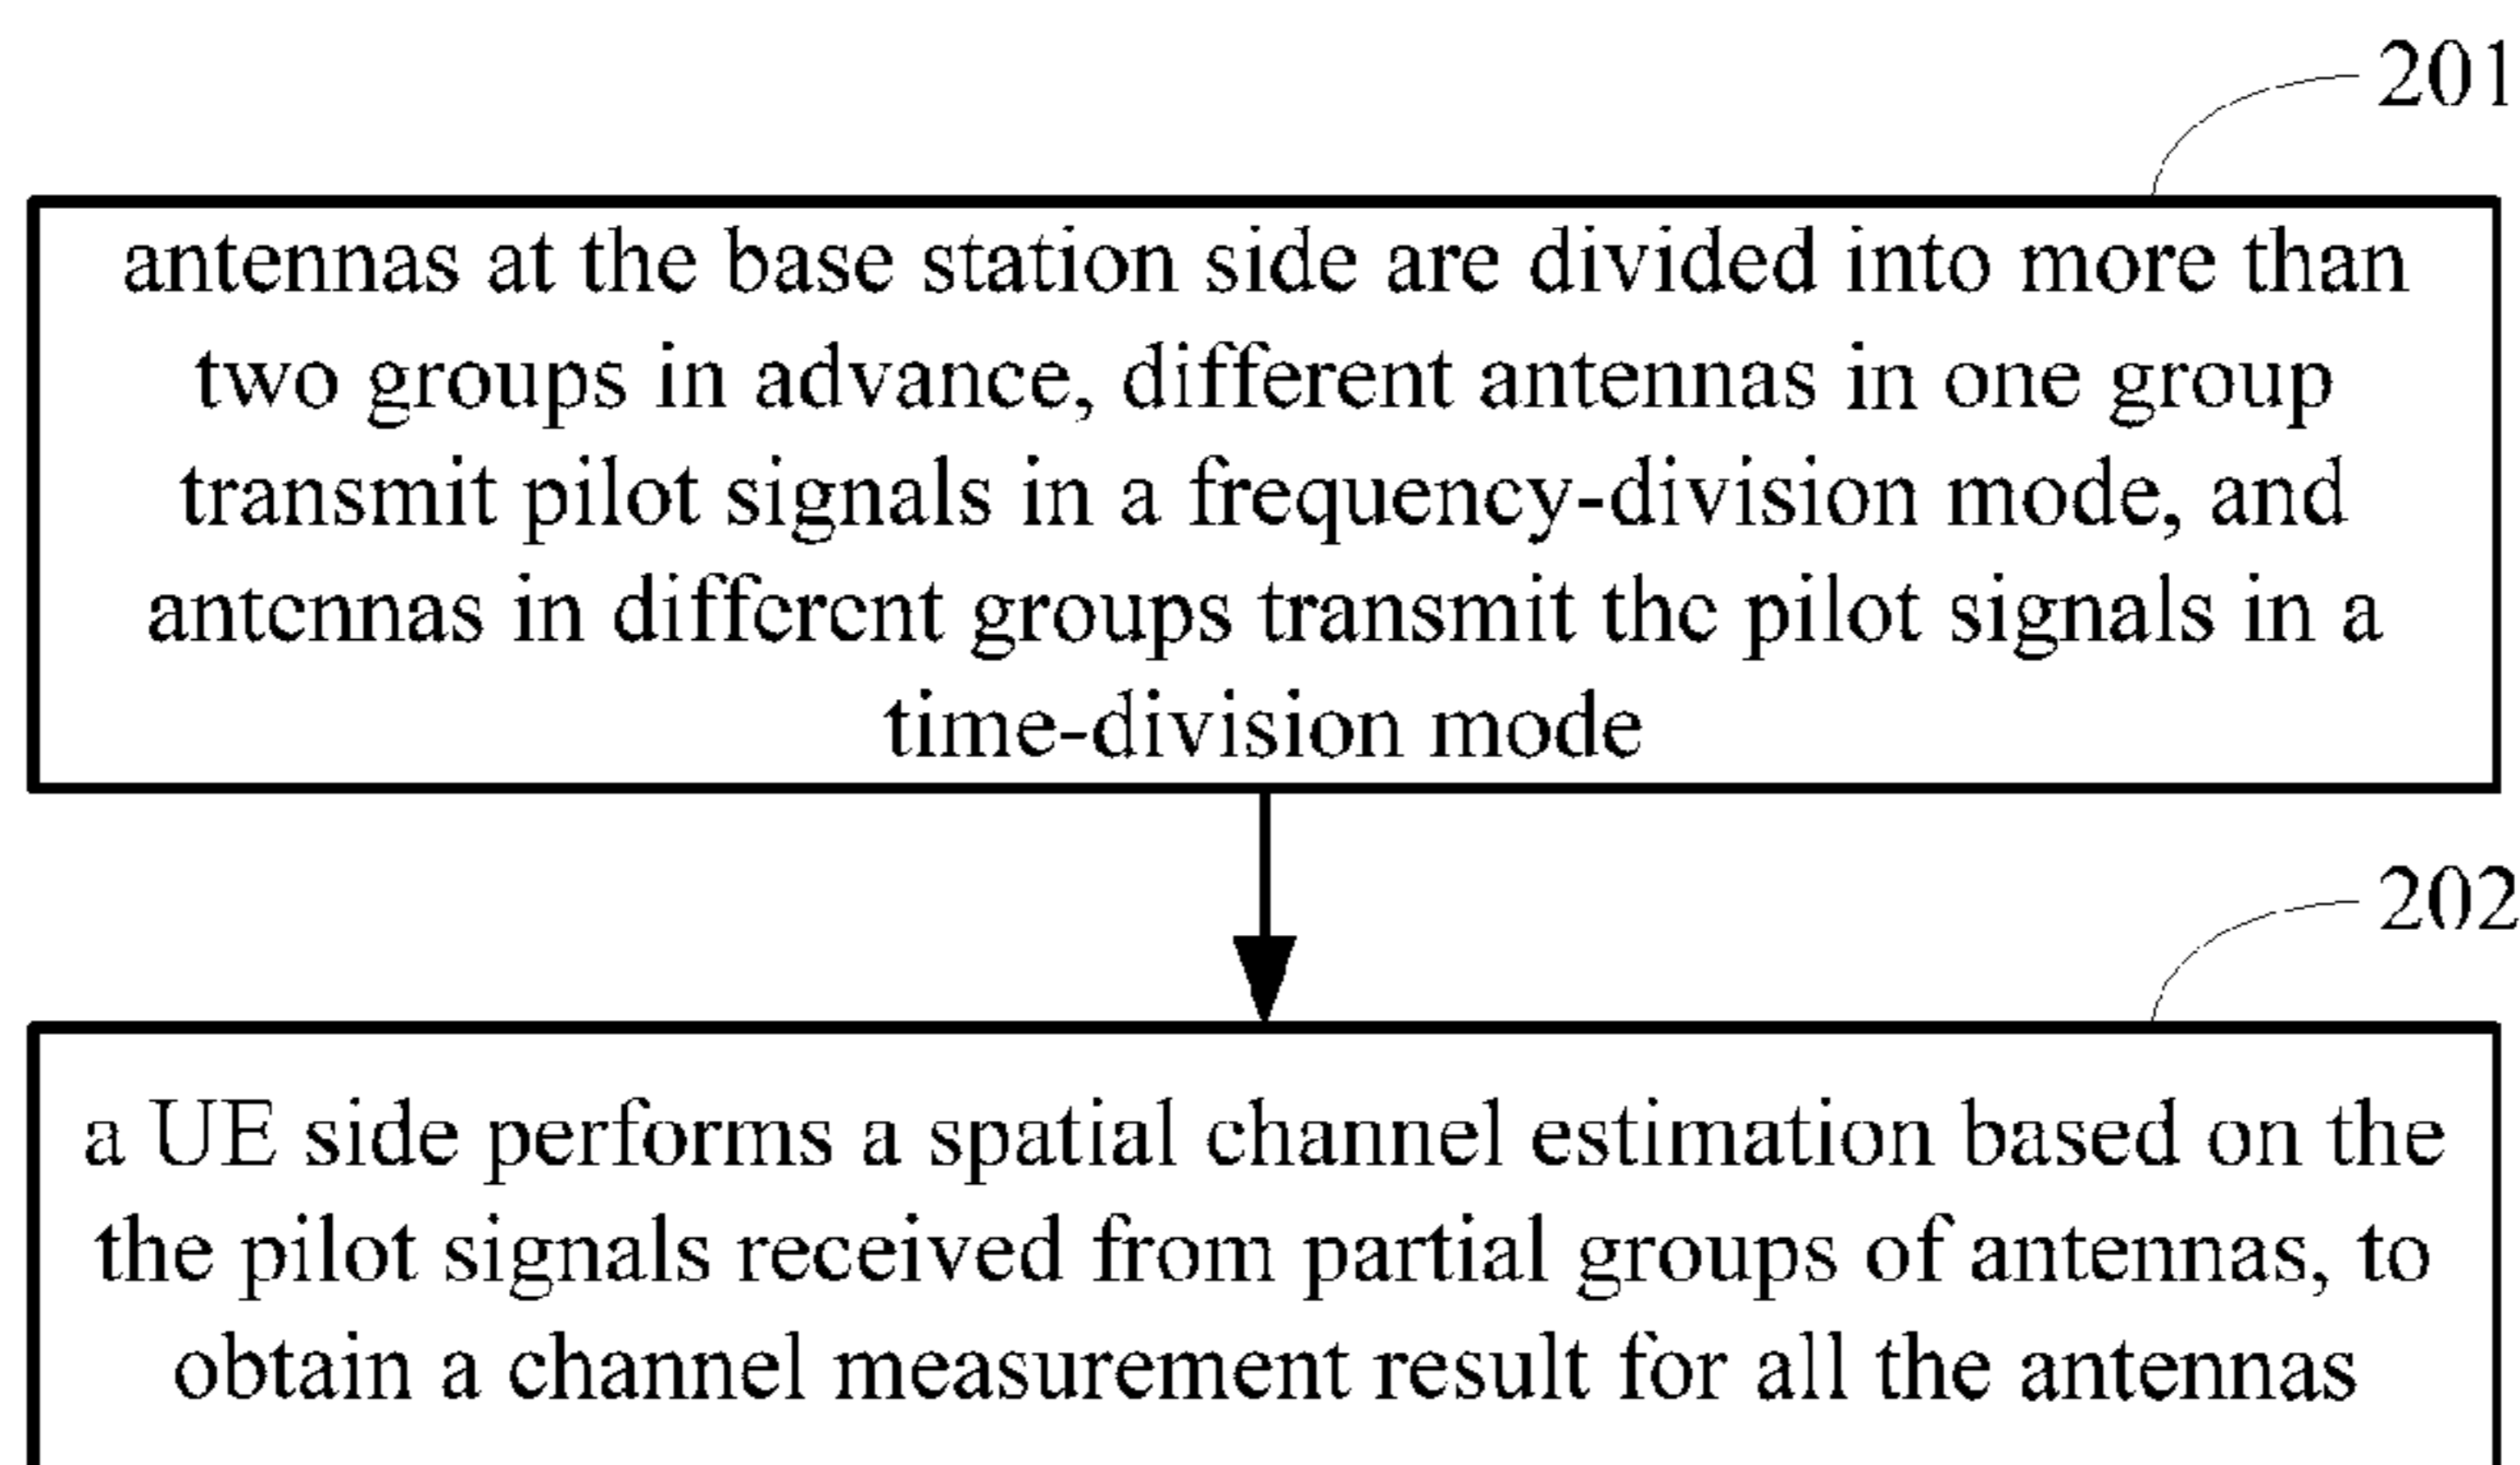 201
antennas at the base station side are divided into more than
two groups in advance, different antennas in one group
transmit pilot signals in a frequency-division mode, and
antennas in different groups transmit the pilot signals in a
time-division mode
202
a UE side performs a spatial channel estimation based on the
the pilot signals received from partial groups of antennas, to
obtain a channel measurement result for all the antennas